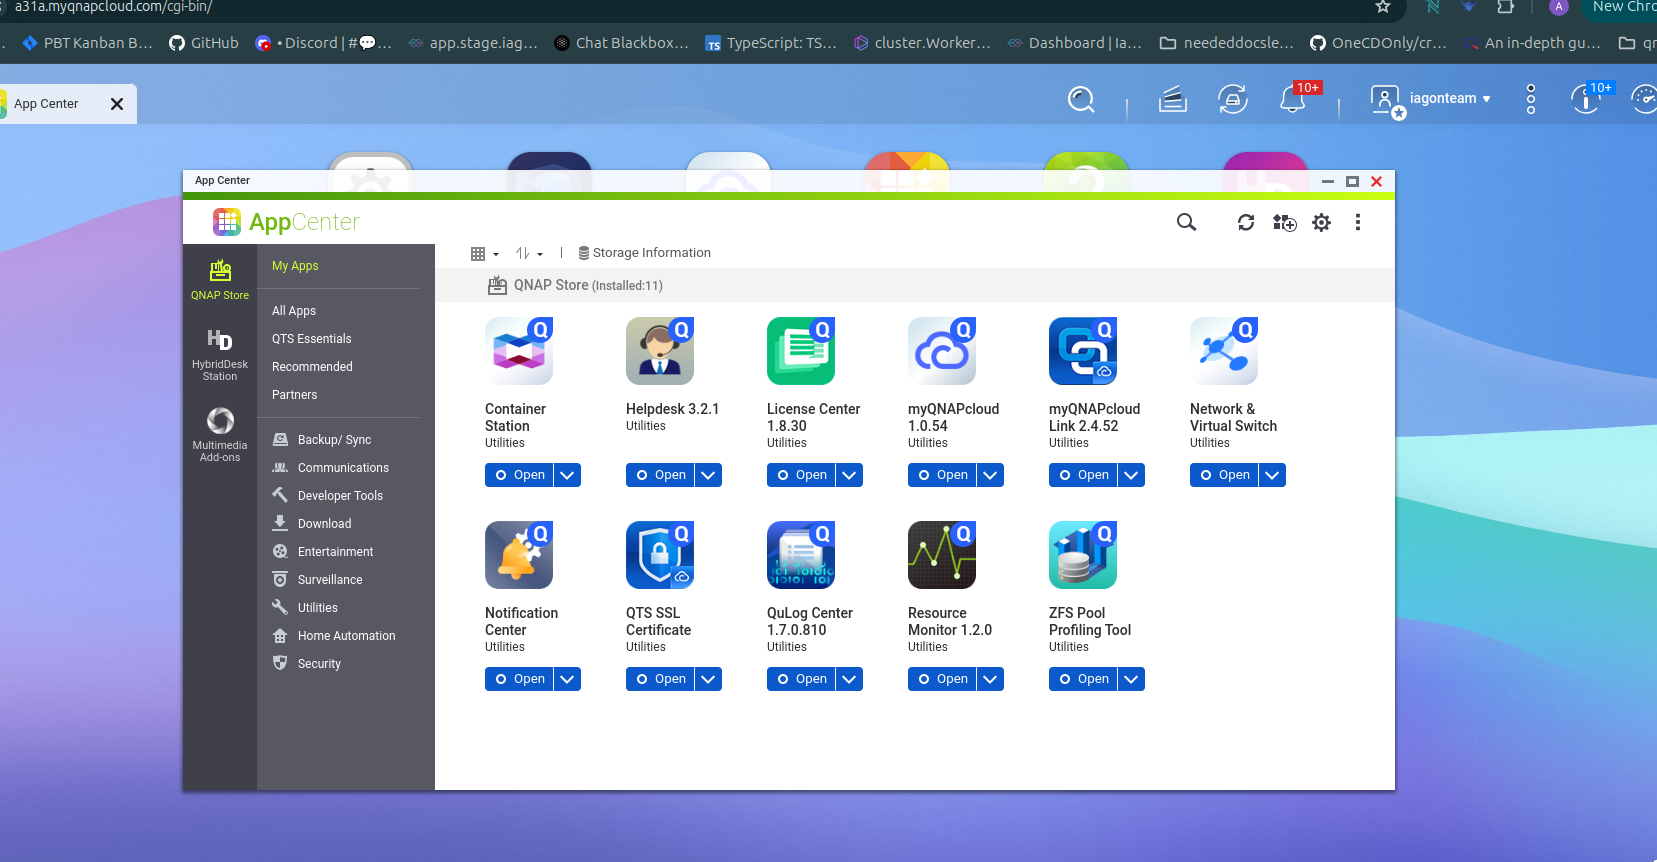 a31a.myqnapcloud.com/cgi-bin/
New Chro
PBT Kanban B...
GitHub
• Discord | #💬...
app.stage.iag...
Chat Blackbox...
TypeScript: TS...
cluster.Worker...
Dashboard | Ia...
neededdocsle...
OneCDOnly/cr...
An in-depth gu...
App Center
10+
iagonteam
10+
App Center
AppCenter
QNAP Store
HybridDesk
Station
Multimedia
Add-ons
My Apps
All Apps
QTS Essentials
Recommended
Partners
Backup/ Sync
Communications
Developer Tools
Download
Entertainment
Surveillance
Utilities
Home Automation
Security
Storage Information
QNAP Store (Installed:11)
Container
Station
Utilities
Open
Helpdesk 3.2.1
Utilities
Open
License Center
1.8.30
Utilities
Open
myQNAPcloud
1.0.54
Utilities
Open
myQNAPcloud
Link 2.4.52
Utilities
Open
Network &
Virtual Switch
Utilities
Open
Notification
Center
Utilities
Open
QTS SSL
Certificate
Utilities
Open
QuLog Center
1.7.0.810
Utilities
Open
Resource
Monitor 1.2.0
Utilities
Open
ZFS Pool
Profiling Tool
Utilities
Open